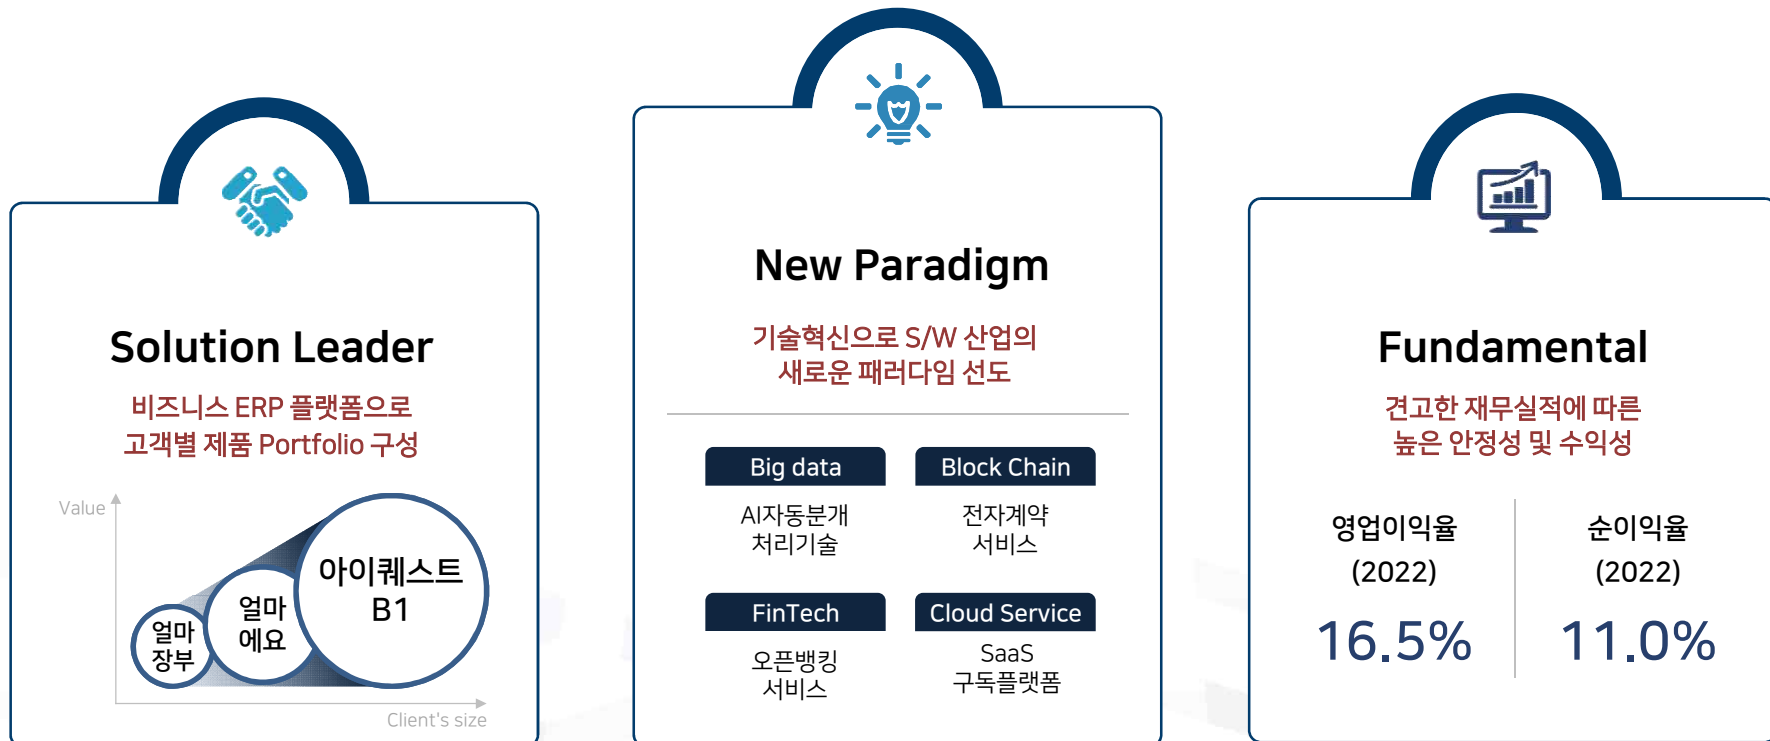 Solution Leader
비즈니스 ERP 플랫폼으로
고객별 제품 Portfolio 구성
Value
얼마
장부
얼마
에요
아이퀘스트
B1
Client's size
New Paradigm
기술혁신으로 S/W 산업의
새로운 패러다임 선도
Big data
AI자동분개
처리기술
Block Chain
전자계약
서비스
FinTech
오픈뱅킹
서비스
Cloud Service
SaaS
구독플랫폼
Fundamental
견고한 재무실적에 따른
높은 안정성 및 수익성
영업이익율
(2022)
16.5%
순이익율
(2022)
11.0%